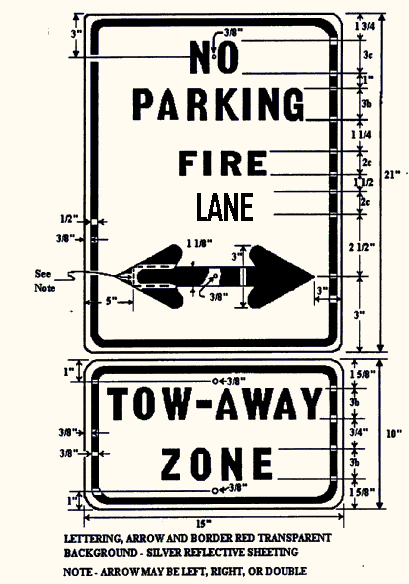 3" 3/8" 1 3/4
NO 3c
1"
PARKING 3b
1 1/4
FIRE 2c
21"
1 1/2
LANE 2c
1/2" 1 1/8" 3" 2 1/2"
3/8"
See
Note
5" 3/8" 3" 3"
1" 3/8" 1 5/8"
TOW-AWAY 3b
3/8" 3/4" 10"
3/8" ZONE 3b
1" 3/8" 1 5/8"
15"
LETTERING, ARROW AND BORDER RED TRANSPARENT
BACKGROUND - SILVER REFLECTIVE SHEETING
NOTE - ARROW MAY BE LEFT, RIGHT, OR DOUBLE